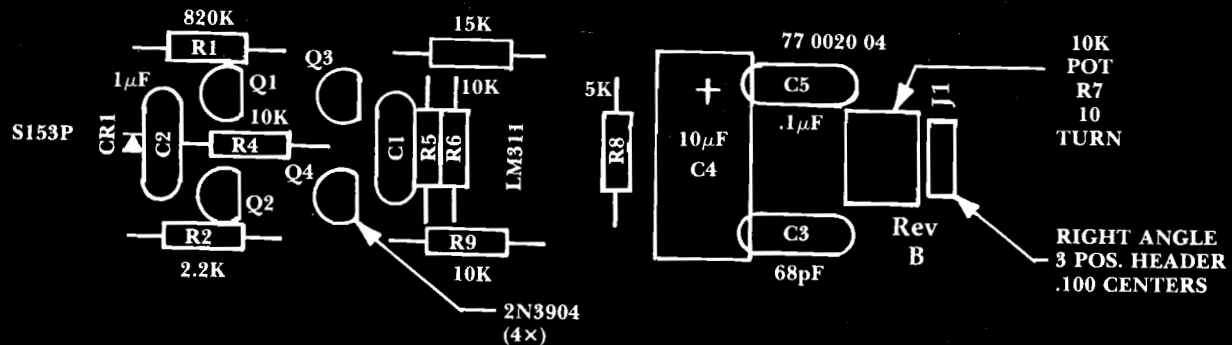 820K
R1
Q1
Q3
1µF
S153P
CR1
C2
10K
R4
Q4
Q2
R2
2.2K
15K
10K
C1
R5
R6
LM311
R9
10K
2N3904
(4×)
5K
R8
+
10µF
C4
77 0020 04
C5
.1µF
C3
68pF
Rev
B
J1
10K
POT
R7
10
TURN
RIGHT ANGLE
3 POS. HEADER
.100 CENTERS